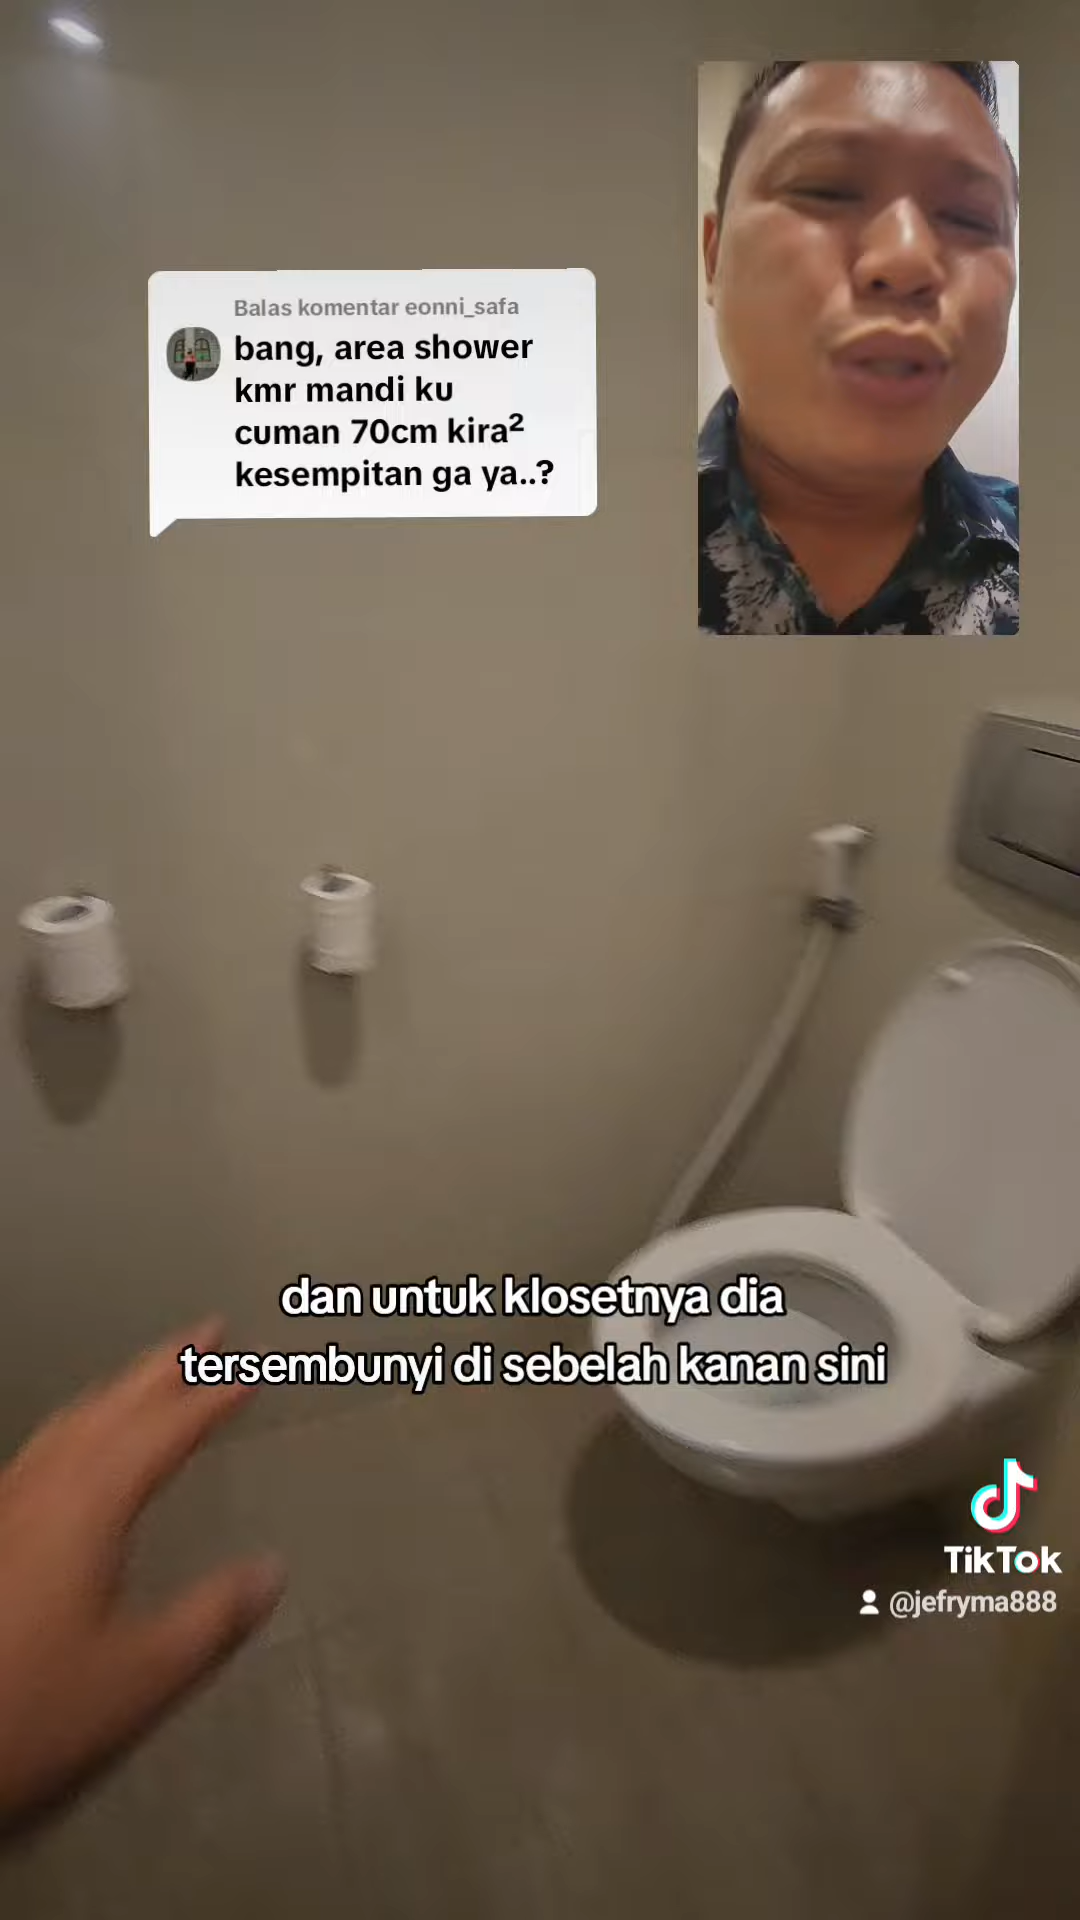 Balas komentar eonni_safa
bang, area shower
kmr mandi ku
cuman 70cm kira²
kesempitan ga ya..?
dan untuk klosetnya dia
tersembunyi di sebelah kanan sini
TikTok
@jefryma888